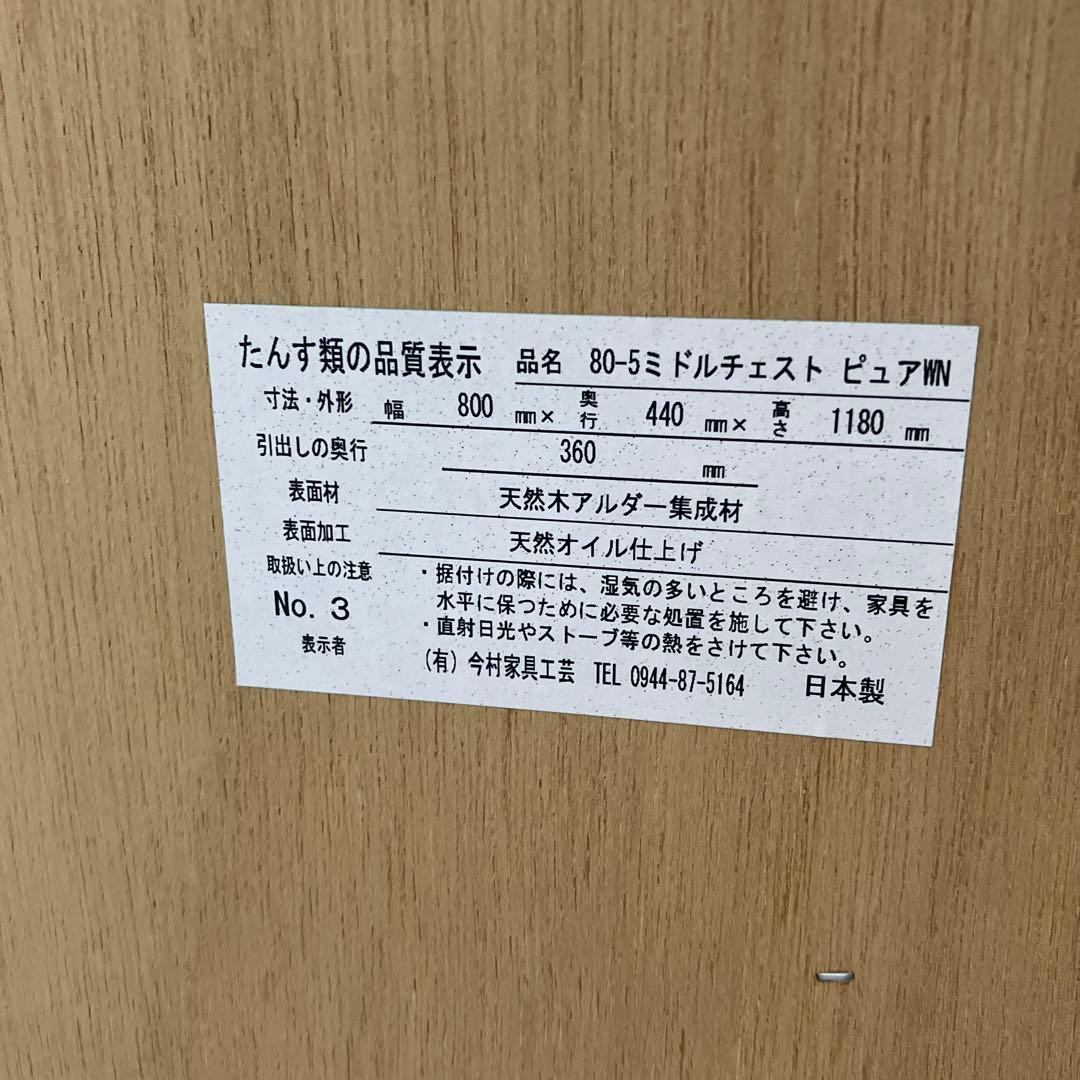 たんす類の品質表示 品名 80-5ミドルチェスト ピュアWN
寸法・外形 幅 800 mm× 奥行 440 mm× 高さ 1180 mm
引出しの奥行 360 mm
表面材 天然木アルダー集成材
表面加工 天然オイル仕上げ
取扱い上の注意 ・据付けの際には、湿気の多いところを避け、家具を
水平に保つために必要な処置を施して下さい。
No. 3 ・直射日光やストーブ等の熱をさけて下さい。
表示者 (有) 今村家具工芸 TEL 0944-87-5164 日本製